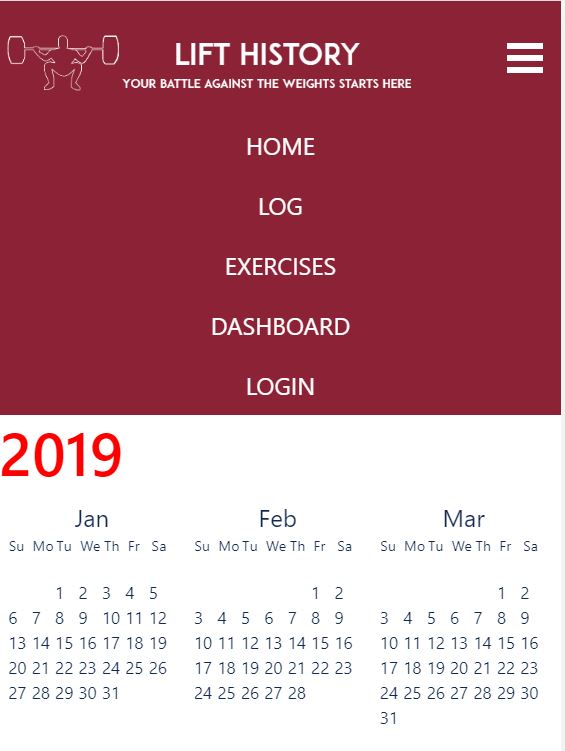 LIFT HISTORY
YOUR BATTLE AGAINST THE WEIGHTS STARTS HERE
HOME
LOG
EXERCISES
DASHBOARD
LOGIN
2019
Jan Feb Mar
Su Mo Tu We Th Fr Sa Su Mo Tu We Th Fr Sa Su Mo Tu We Th Fr Sa
1 2 3 4 5 1 2 1 2
6 7 8 9 10 11 12 3 4 5 6 7 8 9 3 4 5 6 7 8 9
13 14 15 16 17 18 19 10 11 12 13 14 15 16 10 11 12 13 14 15 16
20 21 22 23 24 25 26 17 18 19 20 21 22 23 17 18 19 20 21 22 23
27 28 29 30 31 24 25 26 27 28 24 25 26 27 28 29 30
31